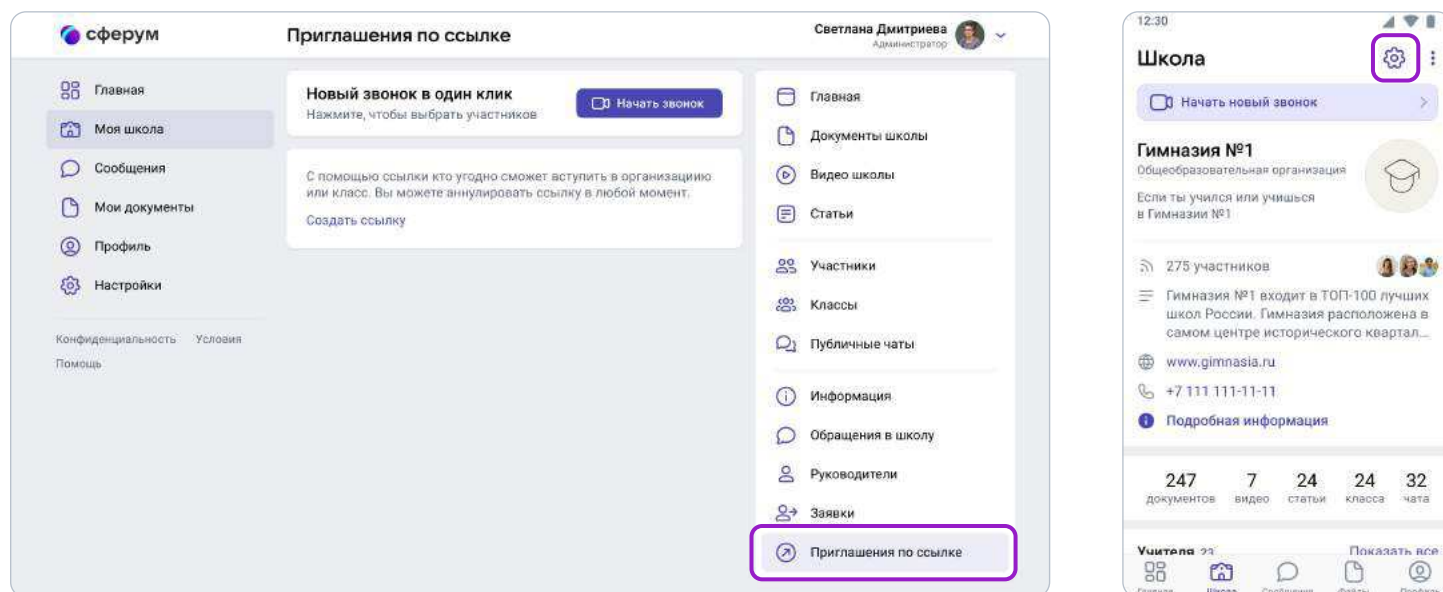 сферум
Приглашения по ссылке
Светлана Дмитриева
Администратор
Главная
Моя школа
Сообщения
Мои документы
Профиль
Настройки
Конфиденциальность Условия
Помощь
Новый звонок в один клик
Нажмите, чтобы выбрать участников
Начать звонок
С помощью ссылки кто угодно сможет вступить в организациию
или класс. Вы можете аннулировать ссылку в любой момент.
Создать ссылку
Главная
Документы школы
Видео школы
Статьи
Участники
Классы
Публичные чаты
Информация
Обращения в школу
Руководители
Заявки
Приглашения по ссылке
12:30
Школа
Начать новый звонок
Гимназия №1
Общеобразовательная организация
Если ты учился или учишься
в Гимназии №1
275 участников
Гимназия №1 входит в ТОП-100 лучших
школ России. Гимназия расположена в
самом центре исторического квартал...
www.gimnasia.ru
+7 111 111-11-11
Подробная информация
247 7 24 24 32
документов видео статьи класса чата
Учителя 23 Показать все
Главная Школа Сообщения Файлы Профиль